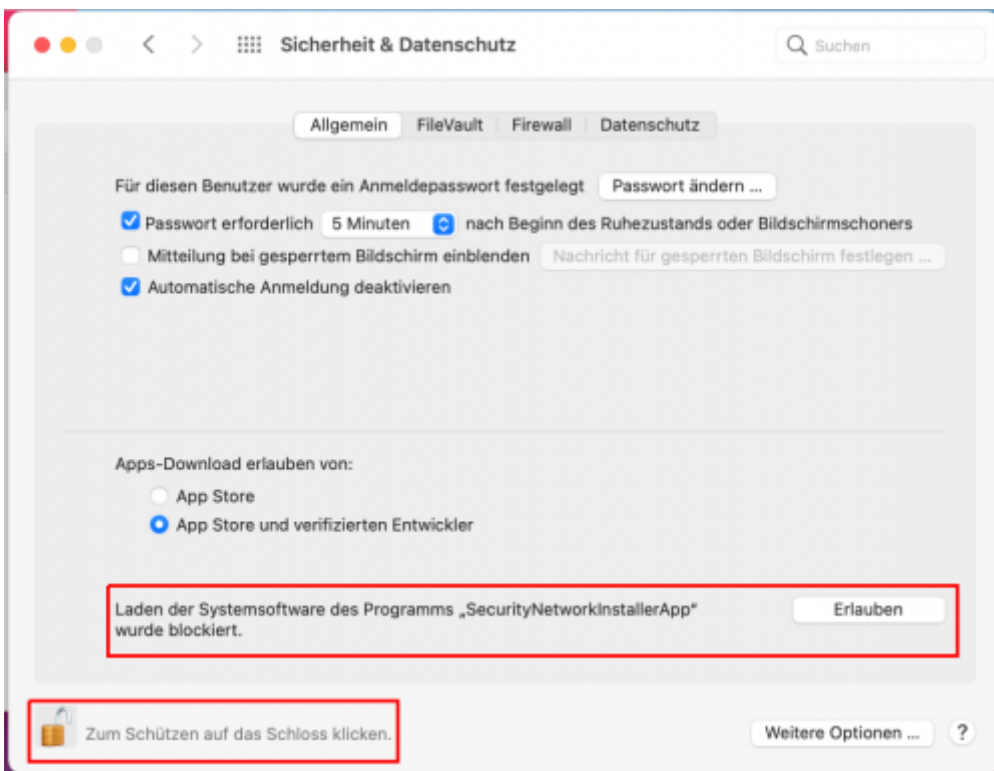 Sicherheit & Datenschutz
Suchen
Allgemein FileVault Firewall Datenschutz
Für diesen Benutzer wurde ein Anmeldepasswort festgelegt Passwort ändern ...
Passwort erforderlich 5 Minuten nach Beginn des Ruhezustands oder Bildschirmschoners
Mitteilung bei gesperrtem Bildschirm einblenden Nachricht für gesperrten Bildschirm festlegen ...
Automatische Anmeldung deaktivieren
Apps-Download erlauben von:
App Store
App Store und verifizierten Entwickler
Laden der Systemsoftware des Programms „SecurityNetworkInstallerApp“ Erlauben
wurde blockiert.
Zum Schützen auf das Schloss klicken. Weitere Optionen ... ?